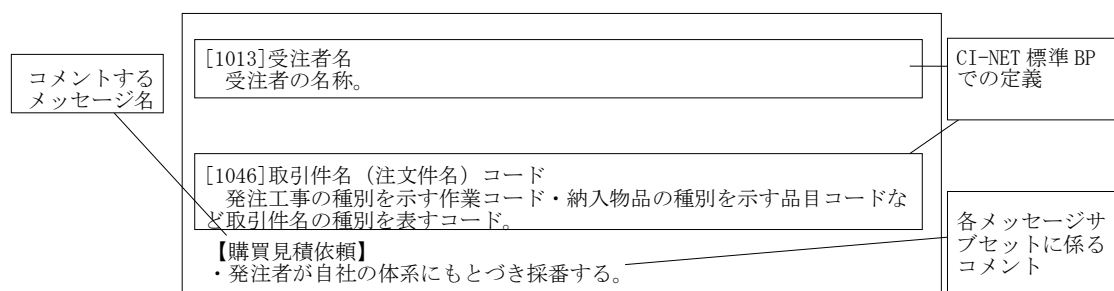 [1013]受注者名
受注者の名称。
CI-NET 標準 BP
での定義
コメントする
メッセージ名
[1046]取引件名（注文件名）コード
発注工事の種別を示す作業コード・納入物品の種別を示す品目コードな
ど取引件名の種別を表すコード。
【購買見積依頼】
・発注者が自社の体系にもとづき採番する。
各メッセージサ
ブセットに係る
コメント